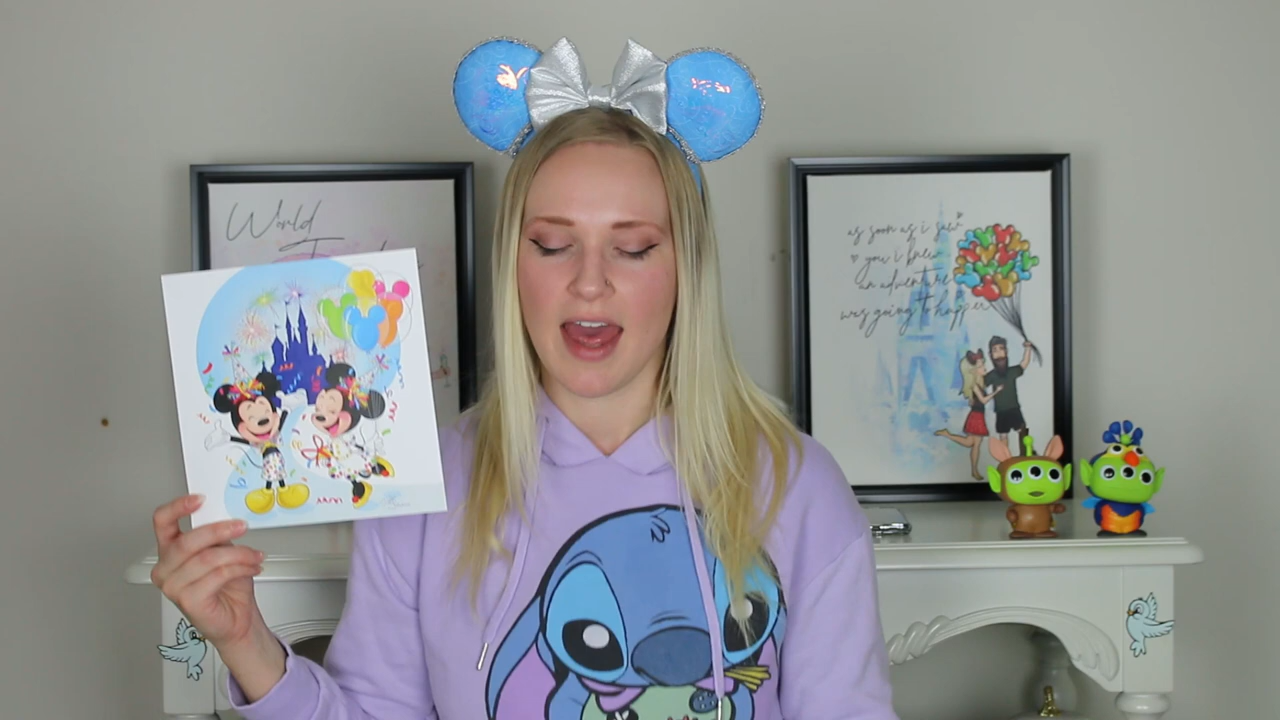 World
as soon as i saw
you i knew
an adventure
was going to happen